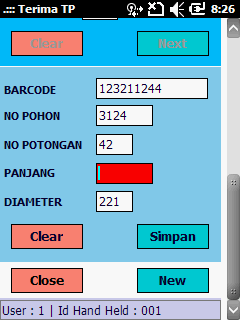 .::: Terima TP 8:26
Clear Next
BARCODE 123211244
NO POHON 3124
NO POTONGAN 42
PANJANG
DIAMETER 221
Clear Simpan
Close New
User : 1 | Id Hand Held : 001